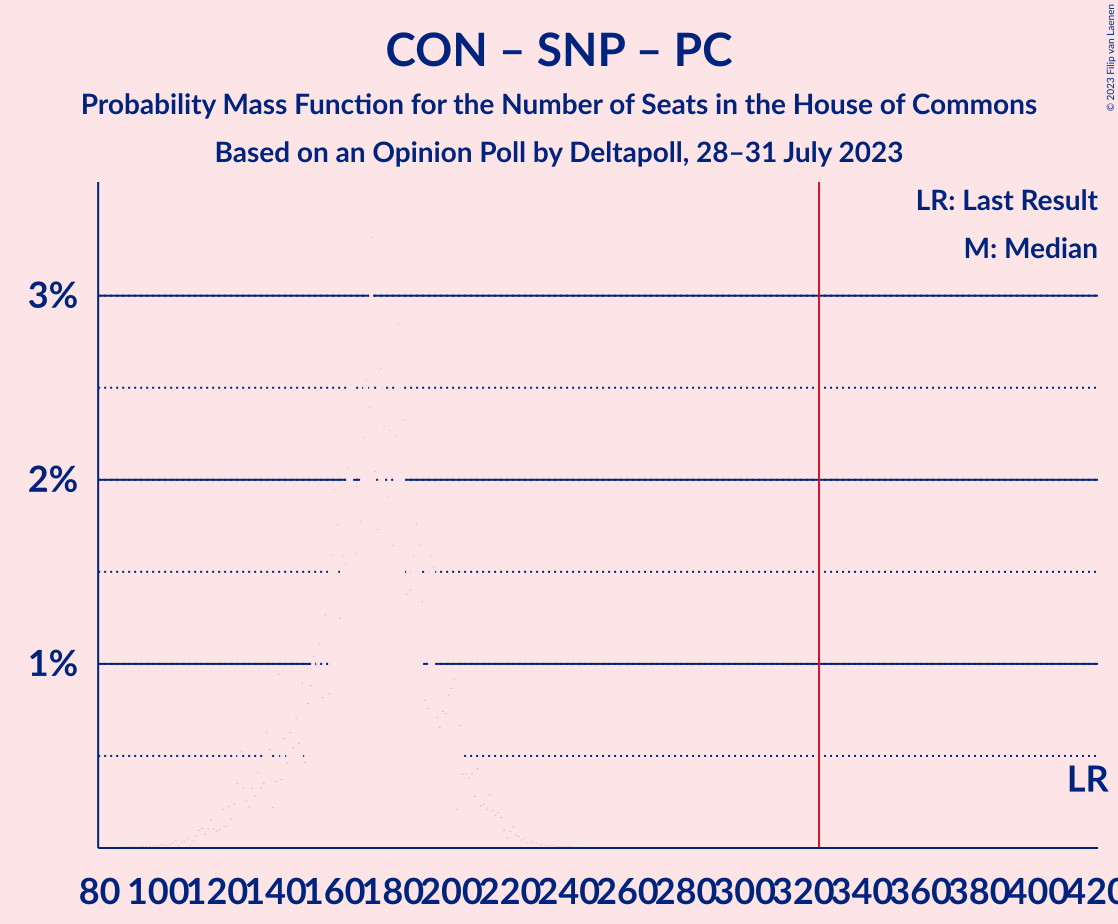 CON – SNP – PC
Probability Mass Function for the Number of Seats in the House of Commons
Based on an Opinion Poll by Deltapoll, 28–31 July 2023
© 2023 Filip van Laenen
LR: Last Result
M: Median
3%
2%
1%
LR
80 100 120 140 160 180 200 220 240 260 280 300 320 340 360 380 400 420